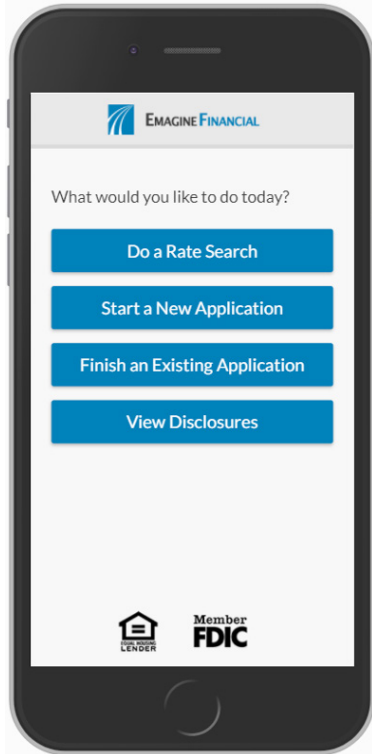 EMAGINE FINANCIAL
What would you like to do today?
Do a Rate Search
Start a New Application
Finish an Existing Application
View Disclosures
EQUAL HOUSING
LENDER
Member
FDIC